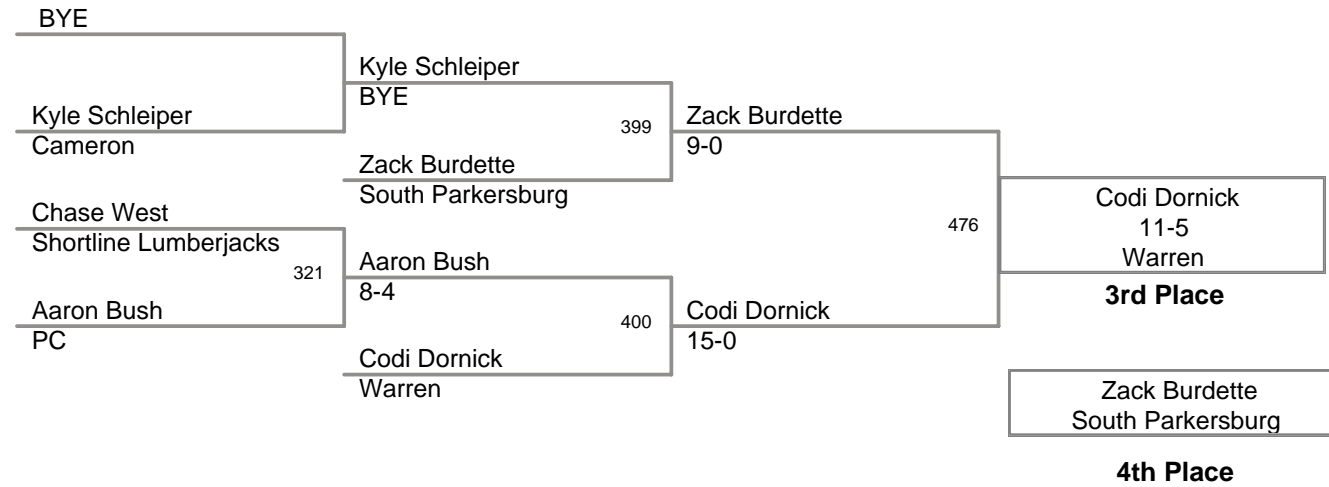 BYE
Kyle Schleiper
Cameron
Chase West
Shortline Lumberjacks
321
Aaron Bush
PC
Kyle Schleiper
BYE
399
Zack Burdette
South Parkersburg
Aaron Bush
8-4
400
Codi Dornick
Warren
Zack Burdette
9-0
476
Codi Dornick
15-0
Codi Dornick
11-5
Warren
3rd Place
Zack Burdette
South Parkersburg
4th Place